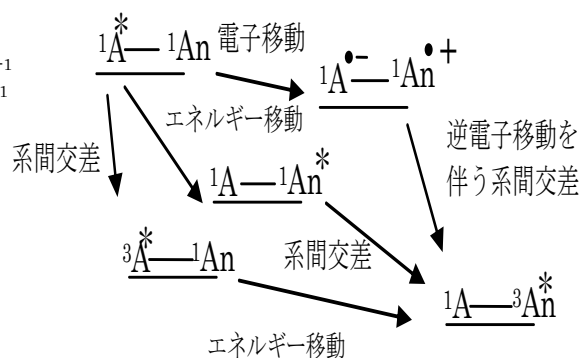 ¹A* — ¹An 電子移動
-1
1
¹A•− — ¹An•+
エネルギー移動
系間交差
逆電子移動を
伴う系間交差
¹A — ¹An*
³A* — ¹An
系間交差
¹A — ³An*
エネルギー移動